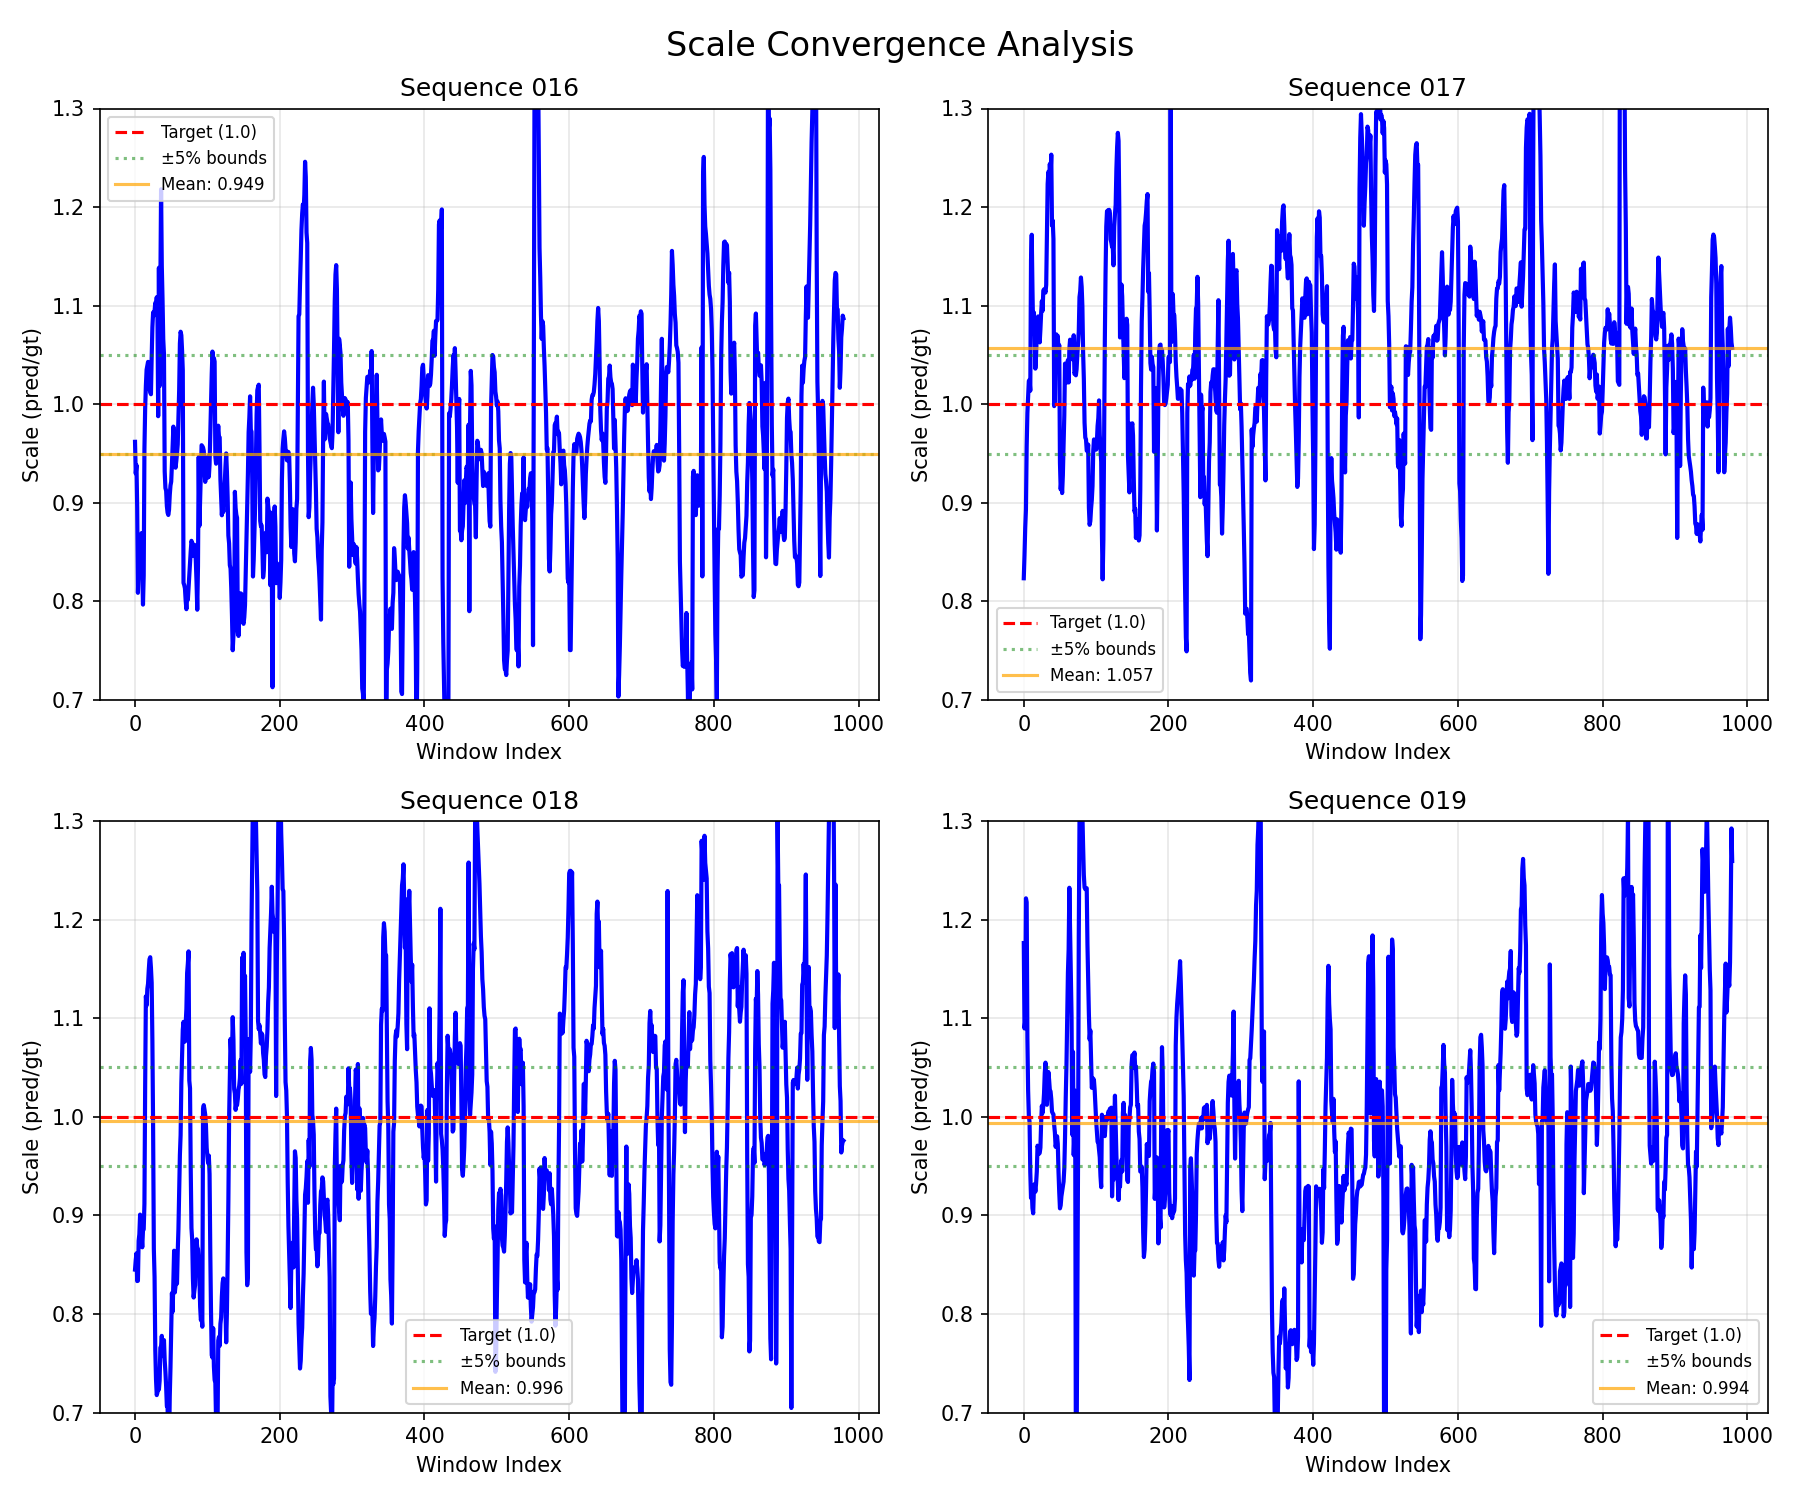 Scale Convergence Analysis
Sequence 016
1.3
1.2
1.1
1.0
0.9
0.8
0.7
Scale (pred/gt)
Target (1.0)
±5% bounds
Mean: 0.949
0
200
400
600
800
1000
Window Index
Sequence 017
1.3
1.2
1.1
1.0
0.9
0.8
0.7
Scale (pred/gt)
Target (1.0)
±5% bounds
Mean: 1.057
0
200
400
600
800
1000
Window Index
Sequence 018
1.3
1.2
1.1
1.0
0.9
0.8
0.7
Scale (pred/gt)
Target (1.0)
±5% bounds
Mean: 0.996
0
200
400
600
800
1000
Window Index
Sequence 019
1.3
1.2
1.1
1.0
0.9
0.8
0.7
Scale (pred/gt)
Target (1.0)
±5% bounds
Mean: 0.994
0
200
400
600
800
1000
Window Index